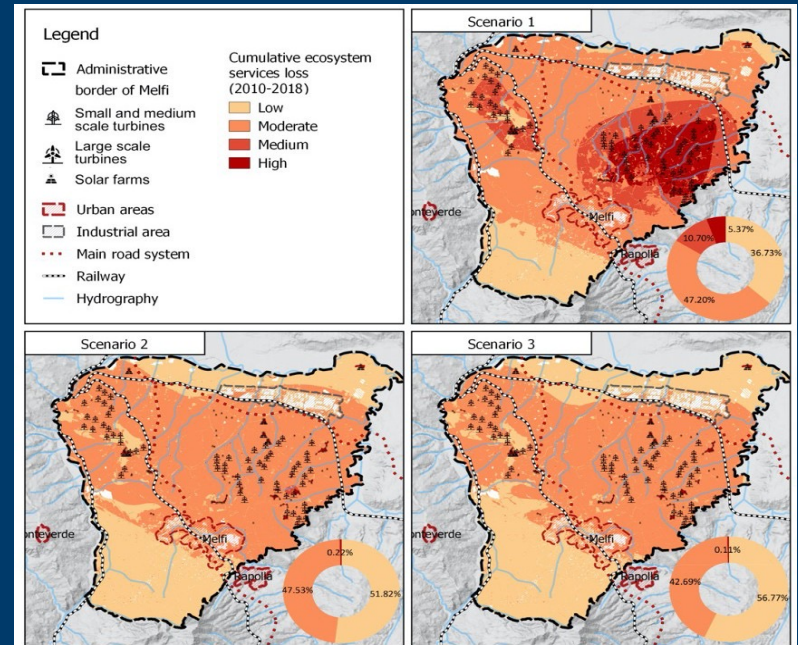 Legend
Administrative
border of Melfi
Small and medium
scale turbines
Large scale
turbines
Solar farms
Urban areas
Industrial area
Main road system
Railway
Hydrography
Cumulative ecosystem
services loss
(2010-2018)
Low
Moderate
Medium
High
Scenario 1
onteverde
Melfi
Rapolla
5.37%
10.70%
36.73%
47.20%
Scenario 2
onteverde
Melfi
Rapolla
0.22%
47.53%
51.82%
Scenario 3
onteverde
Melfi
Rapolla
0.11%
42.69%
56.77%